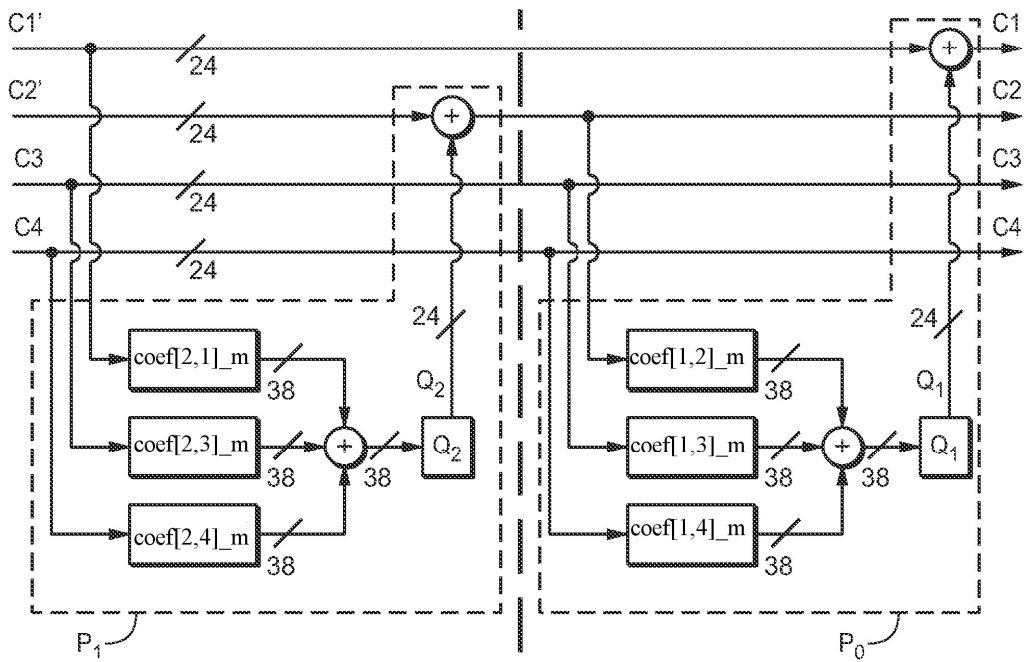 C1' C1
24
C2' C2
24
C3 C3
24
C4 C4
24
24 24
coef[2,1]_m coef[1,2]_m
38 38
Q2 Q1
coef[2,3]_m Q2 coef[1,3]_m Q1
38 38 38 38
coef[2,4]_m coef[1,4]_m
38 38
P1 P0